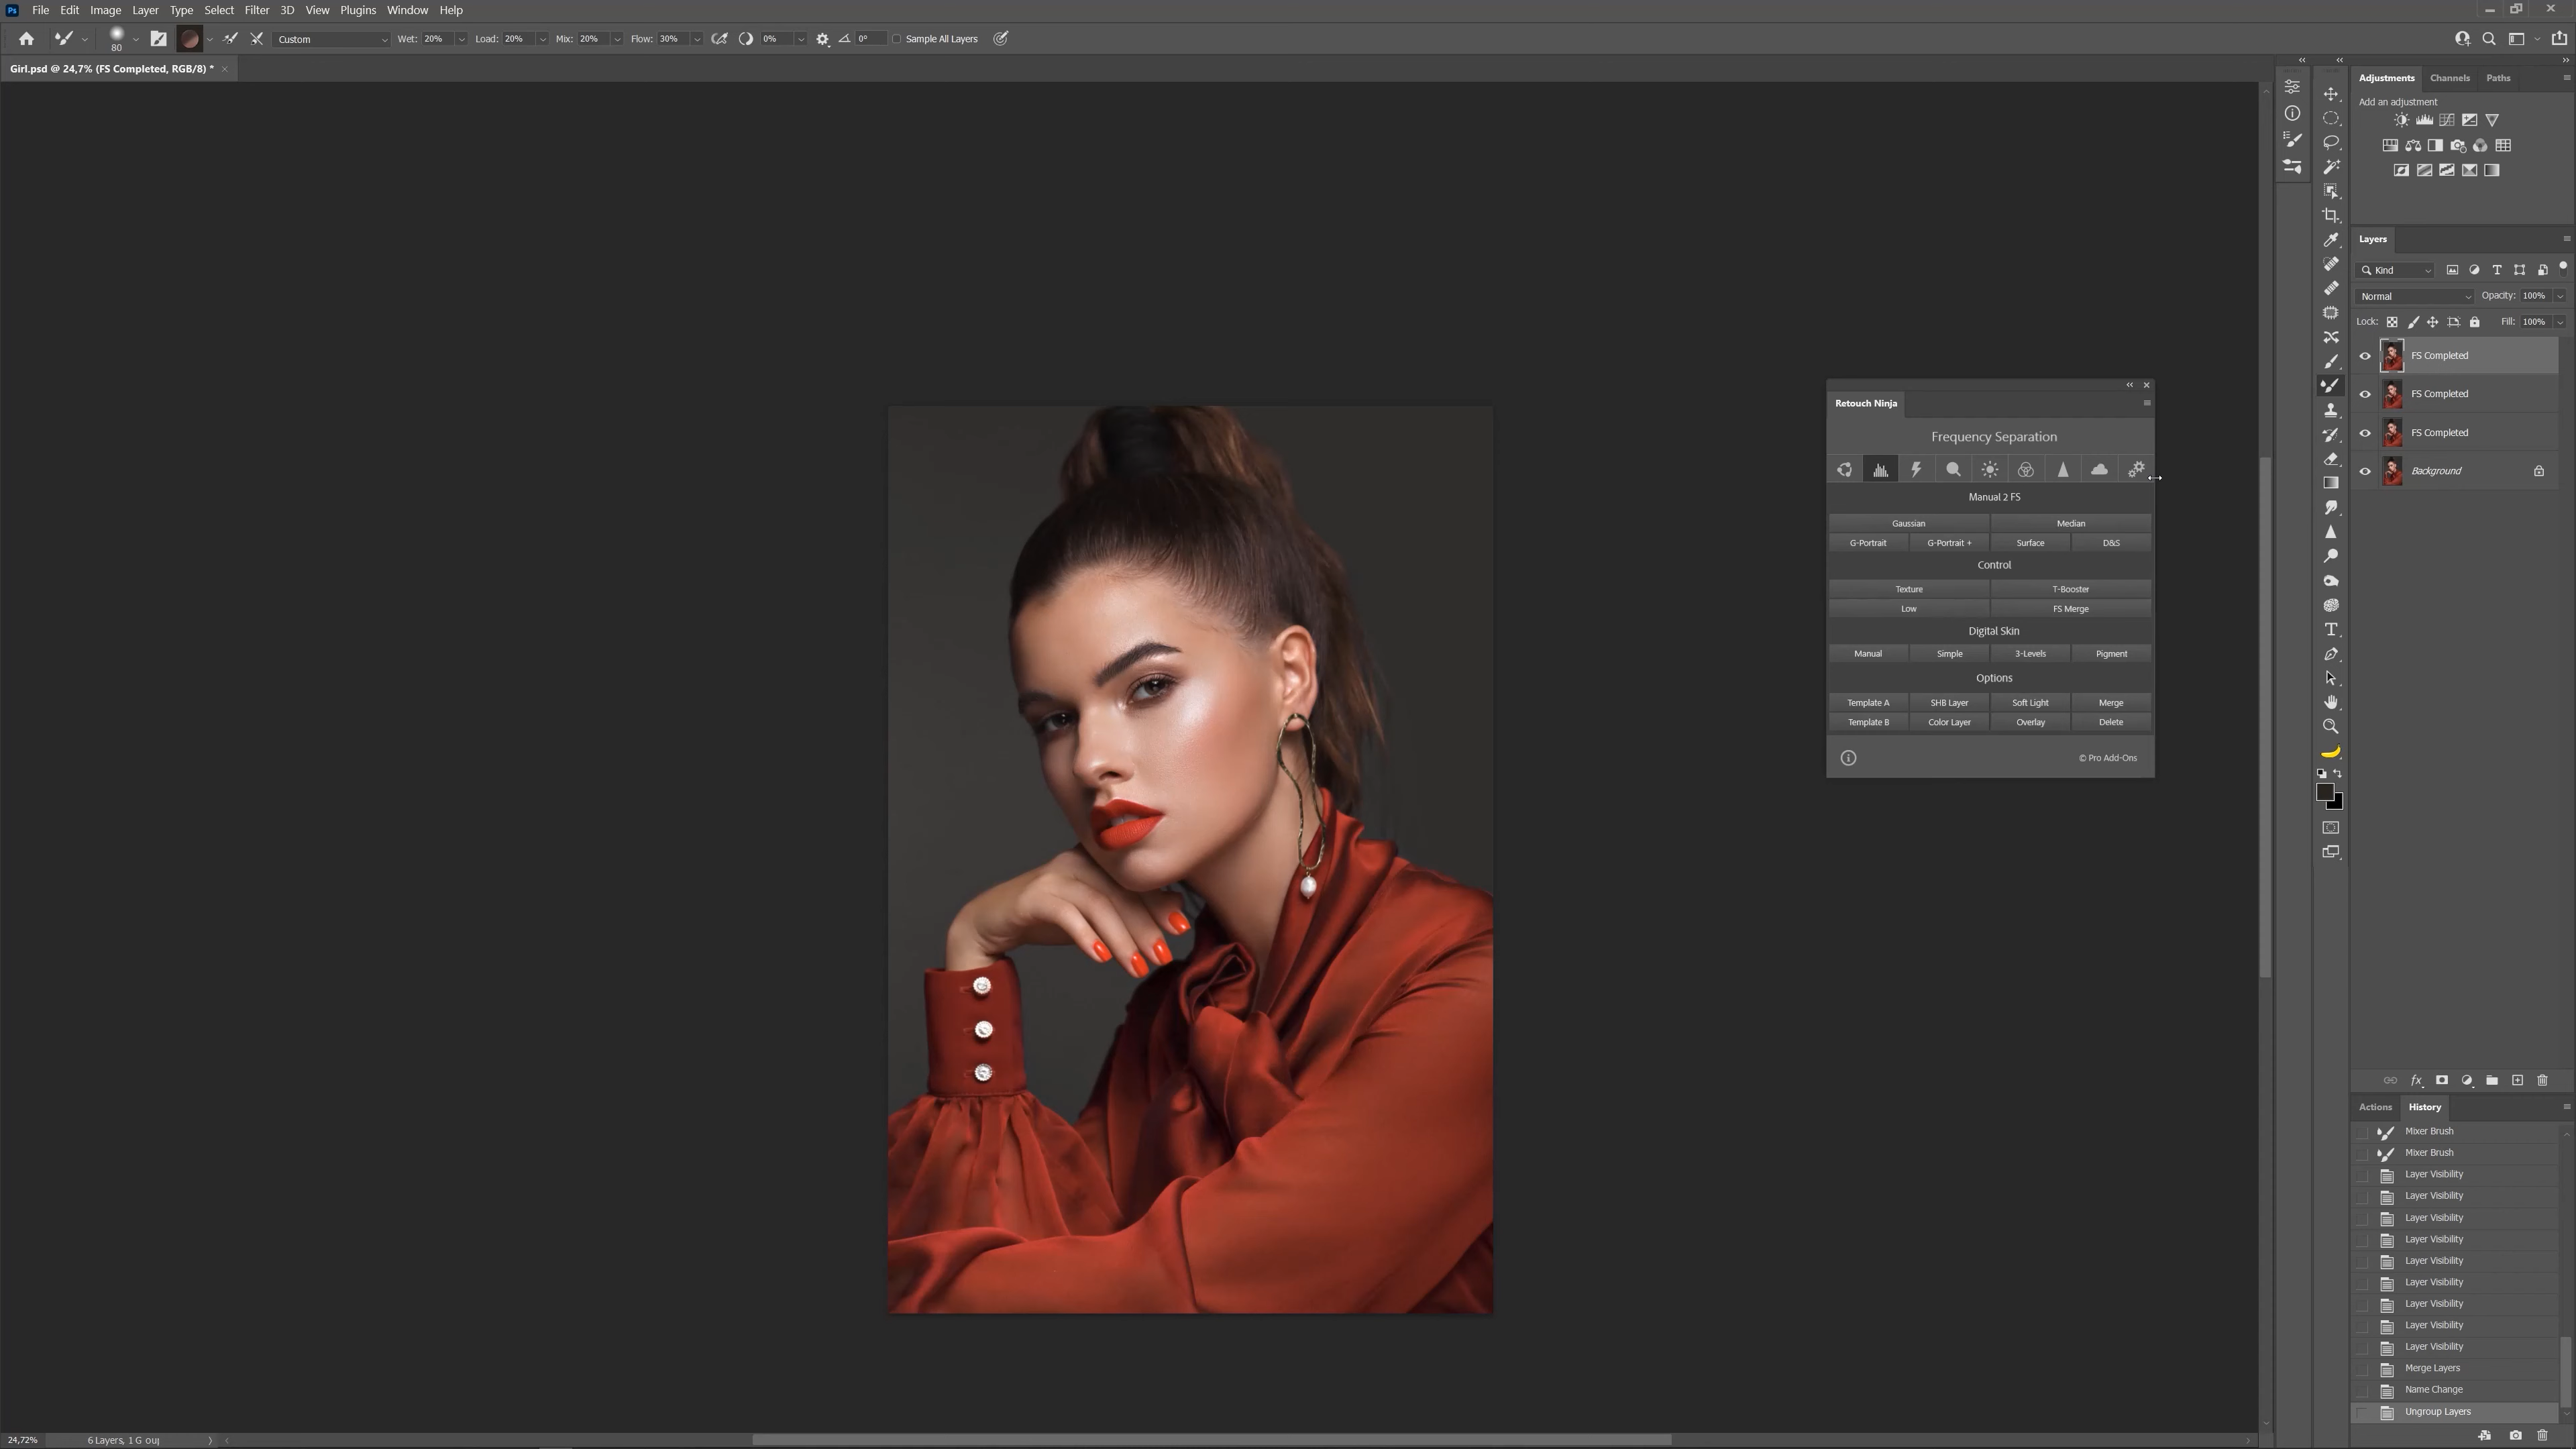 Ps File Edit Image Layer Type Select Filter 3D View Plugins Window Help
80 Custom Wet: 20% Load: 20% Mix: 20% Flow: 30% 0% 0° Sample All Layers
Girl.psd @ 24,7% (FS Completed, RGB/8) *
Adjustments Channels Paths
Add an adjustment
Layers
Kind
Normal Opacity: 100%
Lock: Fill: 100%
FS Completed
FS Completed
FS Completed
Background
Retouch Ninja
Frequency Separation
Manual 2 FS
Gaussian Median
G-Portrait G-Portrait + Surface D&S
Control
Texture T-Booster
Low FS Merge
Digital Skin
Manual Simple 3-Levels Pigment
Options
Template A SHB Layer Soft Light Merge
Template B Color Layer Overlay Delete
© Pro Add-Ons
Actions History
Mixer Brush
Mixer Brush
Layer Visibility
Layer Visibility
Layer Visibility
Layer Visibility
Layer Visibility
Layer Visibility
Layer Visibility
Layer Visibility
Layer Visibility
Merge Layers
Name Change
Ungroup Layers
24,72% 6 Layers, 1 G